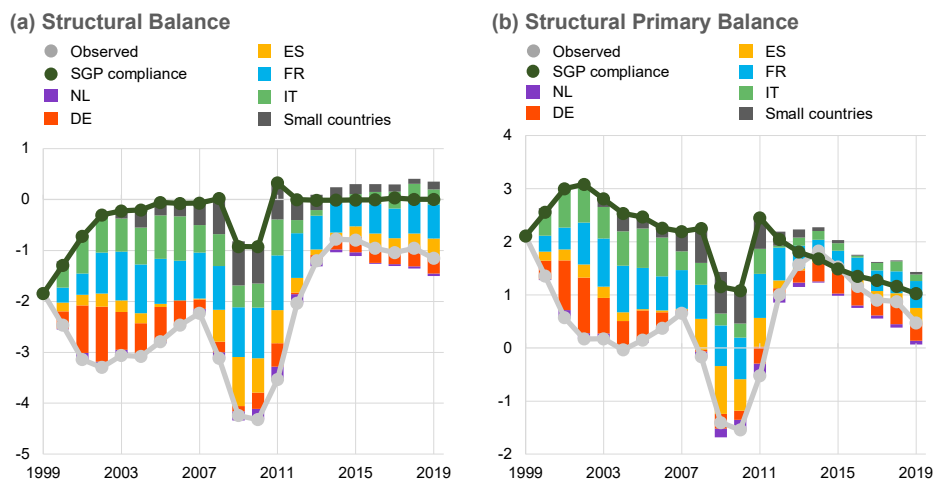 (a) Structural Balance
Observed
ES
SGP compliance
FR
NL
IT
DE
Small countries
1
0
-1
-2
-3
-4
-5
1999 2003 2007 2011 2015 2019
(b) Structural Primary Balance
Observed
ES
SGP compliance
FR
NL
IT
DE
Small countries
4
3
2
1
0
-1
-2
1999 2003 2007 2011 2015 2019